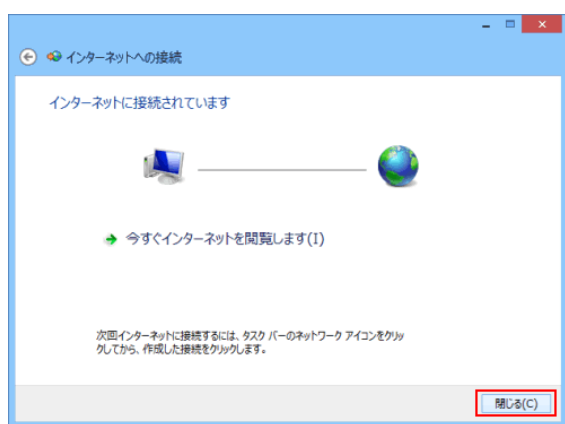 インターネットへの接続
インターネットに接続されています
今すぐインターネットを閲覧します(I)
次回インターネットに接続するには、タスク バーのネットワーク アイコンをクリッ
クしてから、作成した接続をクリックします。
閉じる(C)